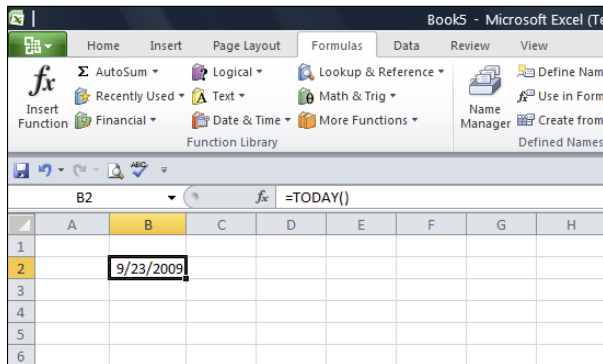 Book5 - Microsoft Excel (Te
Home Insert Page Layout Formulas Data Review View
fx Insert Function
Σ AutoSum
Recently Used
Financial
Logical
Text
Date & Time
Lookup & Reference
Math & Trig
More Functions
Function Library
Name Manager
Define Nam
fx Use in Form
Create from
Defined Names
ABC
B2 fx =TODAY()
A B C D E F G H
1
2 9/23/2009
3
4
5
6